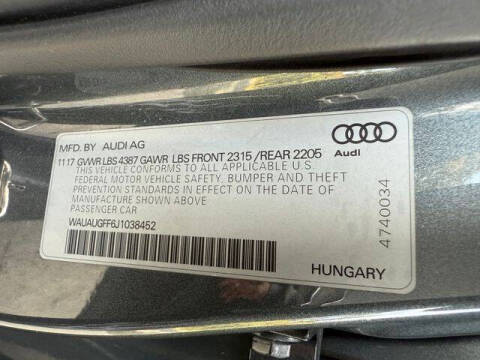 MFD. BY AUDI AG
1117 GVWR LBS 4387 GAWR LBS FRONT 2315 /REAR 2205
THIS VEHICLE CONFORMS TO ALL APPLICABLE U.S
FEDERAL MOTOR VEHICLE SAFETY, BUMPER AND THEFT
PREVENTION STANDARDS IN EFFECT ON THE DATE OF
MANUFACTURE SHOWN ABOVE
PASSENGER CAR
WAUAUGFF6J1038452
Audi
4740034
HUNGARY